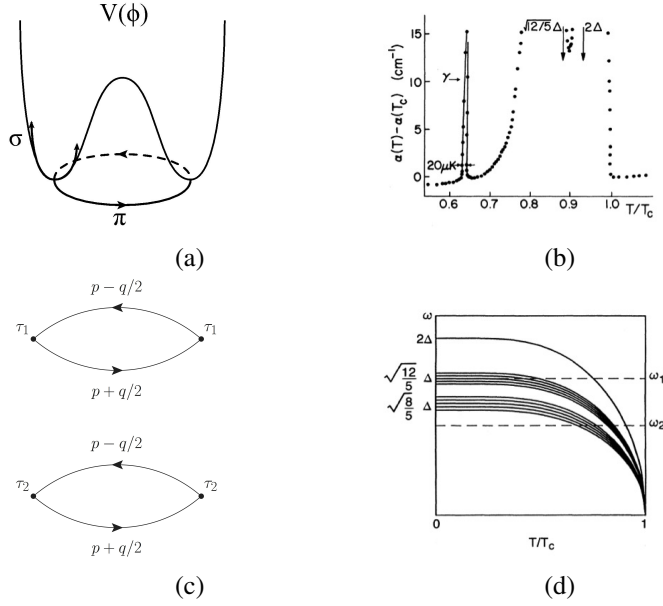 V(ϕ)
σ
π
(a)
α(T) – α(T_c) (cm⁻¹)
15
10
5
0
√12/5 Δ
2Δ
γ
20μK
0.6
0.7
0.8
0.9
1.0
T/T_c
(b)
p − q/2
τ₁
τ₁
p + q/2
p − q/2
τ₂
τ₂
p + q/2
(c)
ω
2Δ
√12/5 Δ
√8/5 Δ
ω₁
ω₂
0
1
T/T_c
(d)